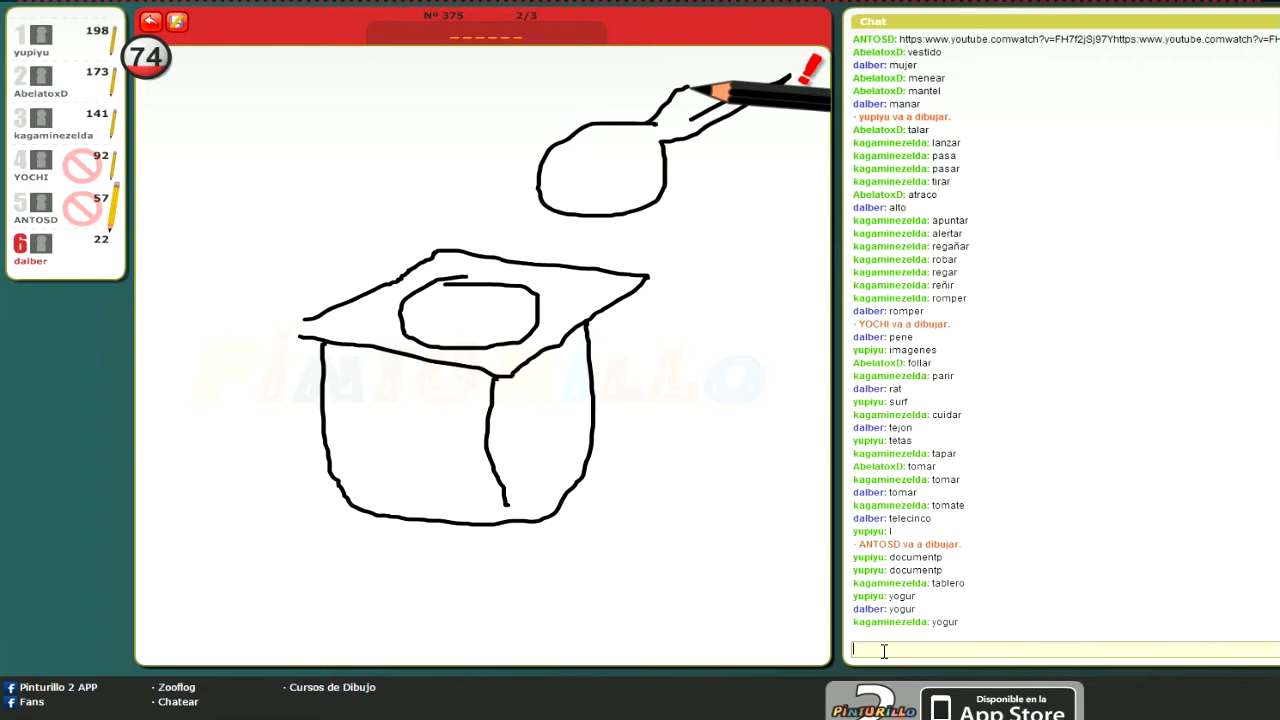 Nº 375 2/3
_ _ _ _ _ _
74
1 198
yupiyu
2 173
AbelatoxD
3 141
kagaminezelda
4 92
YOCHI
5 57
ANTOSD
6 22
dalber
PINTURILLO
Chat
ANTOSD: https:www.youtube.comwatch?v=FH7f2jSj97Yhttps:www.youtube.comwatch?v=FH
AbelatoxD: vestido
dalber: mujer
AbelatoxD: menear
AbelatoxD: mantel
dalber: manar
· yupiyu va a dibujar.
AbelatoxD: talar
kagaminezelda: lanzar
kagaminezelda: pasa
kagaminezelda: pasar
kagaminezelda: tirar
AbelatoxD: atraco
dalber: alto
kagaminezelda: apuntar
kagaminezelda: alertar
kagaminezelda: regañar
kagaminezelda: robar
kagaminezelda: regar
kagaminezelda: reñir
kagaminezelda: romper
dalber: romper
· YOCHI va a dibujar.
dalber: pene
yupiyu: imagenes
AbelatoxD: follar
kagaminezelda: parir
dalber: rat
yupiyu: surf
kagaminezelda: cuidar
dalber: tejon
yupiyu: tetas
kagaminezelda: tapar
AbelatoxD: tomar
kagaminezelda: tomar
dalber: tomar
kagaminezelda: tomate
dalber: telecinco
yupiyu: l
· ANTOSD va a dibujar.
yupiyu: documentp
yupiyu: documentp
kagaminezelda: tablero
yupiyu: yogur
dalber: yogur
kagaminezelda: yogur
Pinturillo 2 APP
Fans
· Zooflog
· Chatear
· Cursos de Dibujo
2
PINTURILLO
Disponible en la
App Store